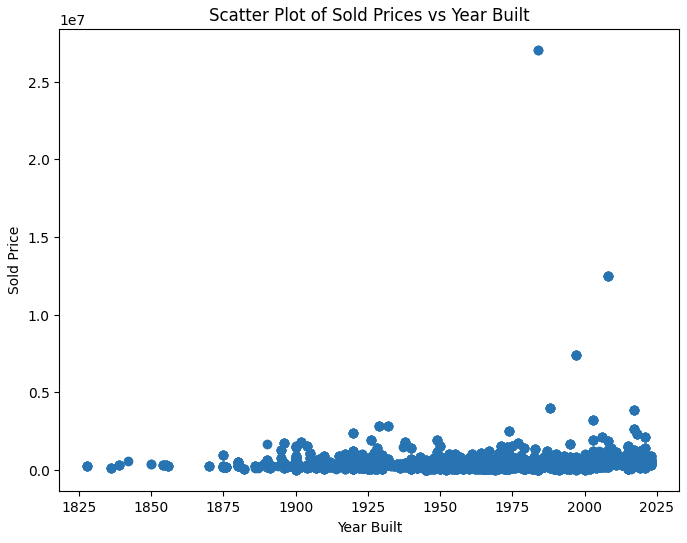 Scatter Plot of Sold Prices vs Year Built
1e7
2.5
2.0
1.5
1.0
0.5
0.0
Sold Price
1825 1850 1875 1900 1925 1950 1975 2000 2025
Year Built